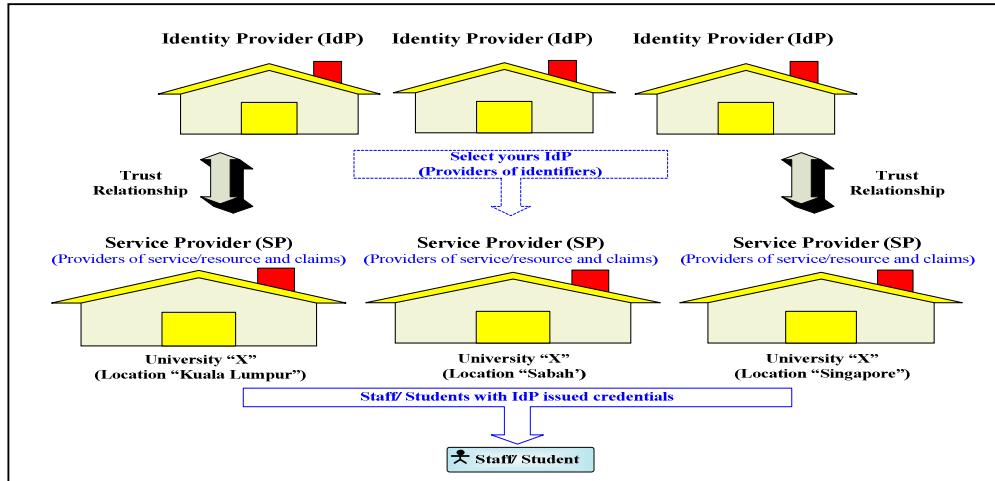 Identity Provider (IdP)
Identity Provider (IdP)
Identity Provider (IdP)
Trust
Relationship
Select yours IdP
(Providers of identifiers)
Trust
Relationship
Service Provider (SP)
(Providers of service/resource and claims)
Service Provider (SP)
(Providers of service/resource and claims)
Service Provider (SP)
(Providers of service/resource and claims)
University “X”
(Location “Kuala Lumpur”)
University “X”
(Location “Sabah’)
University “X”
(Location “Singapore”)
Staff/ Students with IdP issued credentials
Staff/ Student